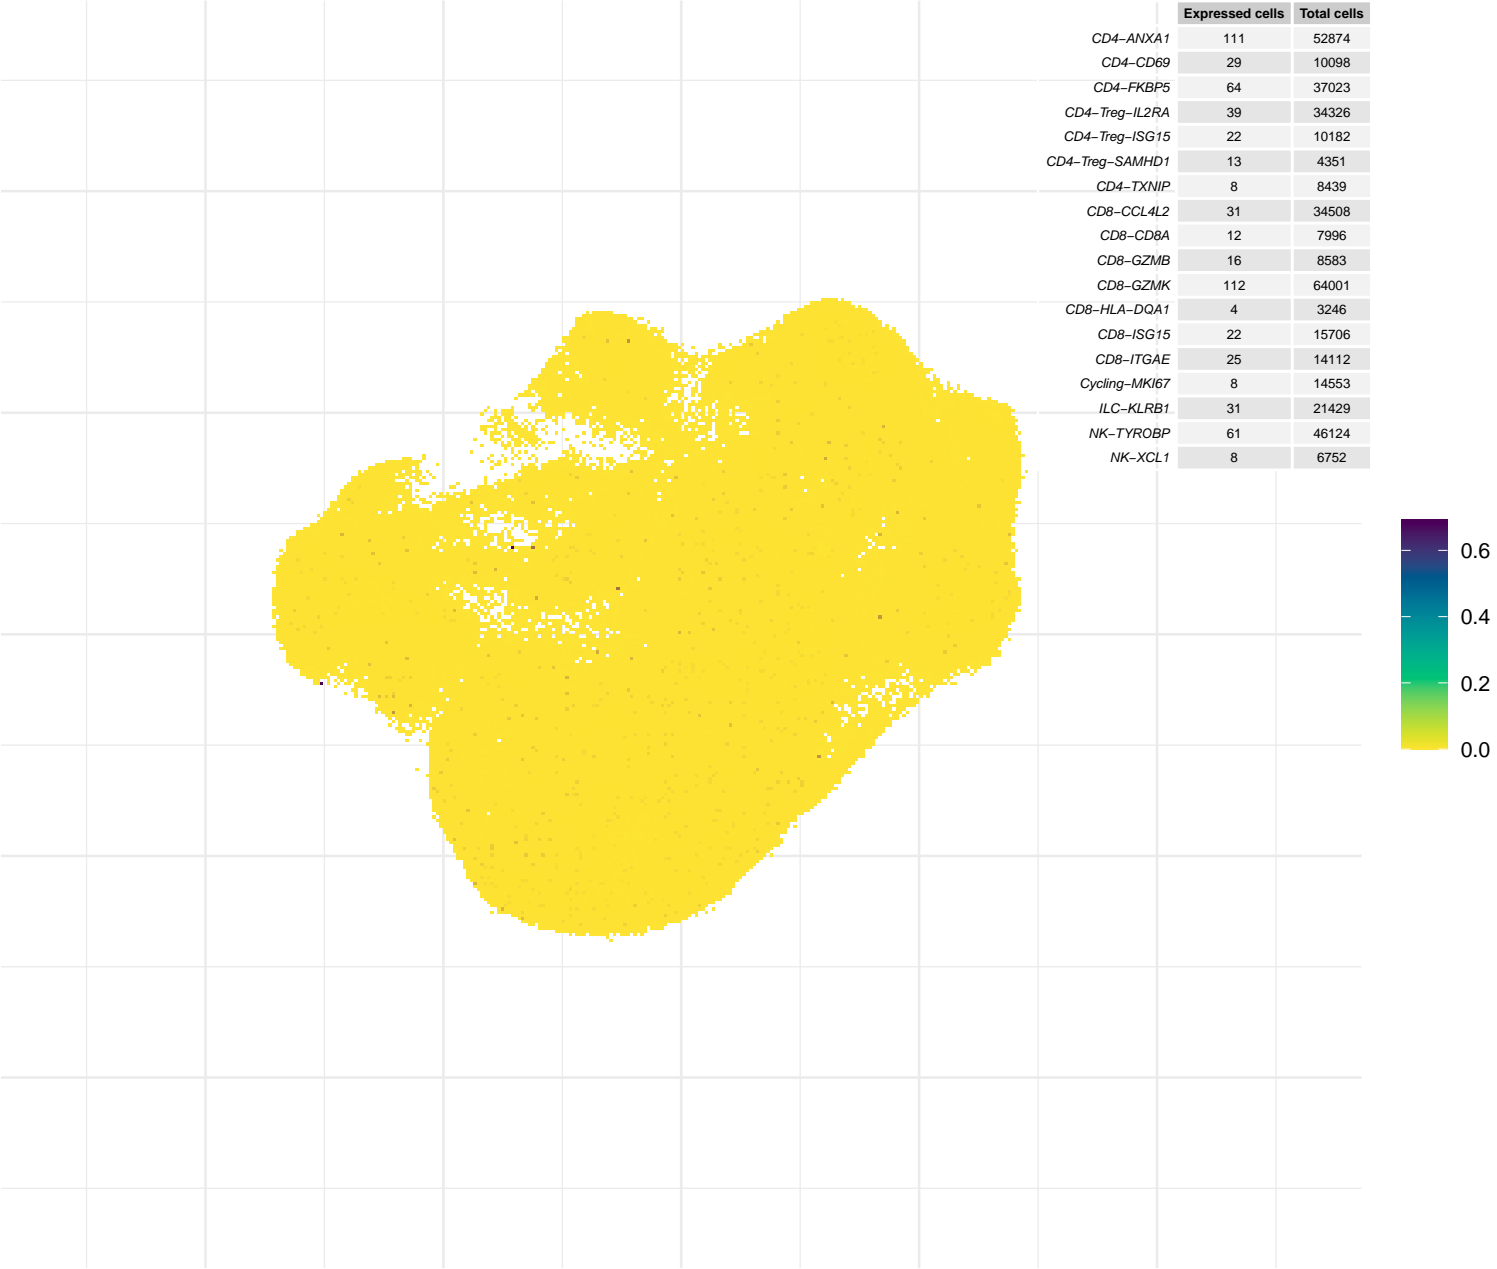 Expressed cells Total cells
CD4−ANXA1 111 52874
CD4−CD69 29 10098
CD4−FKBP5 64 37023
CD4−Treg−IL2RA 39 34326
CD4−Treg−ISG15 22 10182
CD4−Treg−SAMHD1 13 4351
CD4−TXNIP 8 8439
CD8−CCL4L2 31 34508
CD8−CD8A 12 7996
CD8−GZMB 16 8583
CD8−GZMK 112 64001
CD8−HLA−DQA1 4 3246
CD8−ISG15 22 15706
CD8−ITGAE 25 14112
Cycling−MKI67 8 14553
ILC−KLRB1 31 21429
NK−TYROBP 61 46124
NK−XCL1 8 6752
0.6
0.4
0.2
0.0